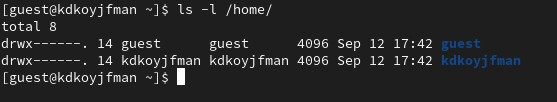 [guest@kdkoyjfman ~]$ ls -l /home/
total 8
drwx------. 14 guest     guest     4096 Sep 12 17:42 guest
drwx------. 14 kdkoyjfman kdkoyjfman 4096 Sep 12 17:42 kdkoyjfman
[guest@kdkoyjfman ~]$